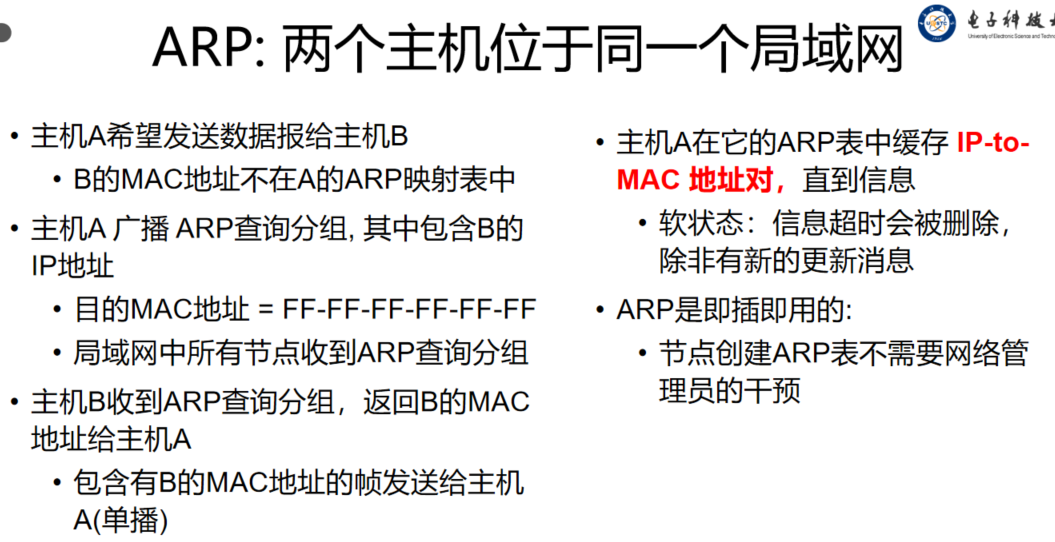 ARP: 两个主机位于同一个局域网
电子科技
University of Electronic Science and Techno
• 主机A希望发送数据报给主机B
• B的MAC地址不在A的ARP映射表中
• 主机A 广播 ARP查询分组, 其中包含B的
IP地址
• 目的MAC地址 = FF-FF-FF-FF-FF-FF
• 局域网中所有节点收到ARP查询分组
• 主机B收到ARP查询分组，返回B的MAC
地址给主机A
• 包含有B的MAC地址的帧发送给主机
A(单播)
• 主机A在它的ARP表中缓存 IP-to-
MAC 地址对，直到信息
• 软状态：信息超时会被删除，
除非有新的更新消息
• ARP是即插即用的:
• 节点创建ARP表不需要网络管
理员的干预